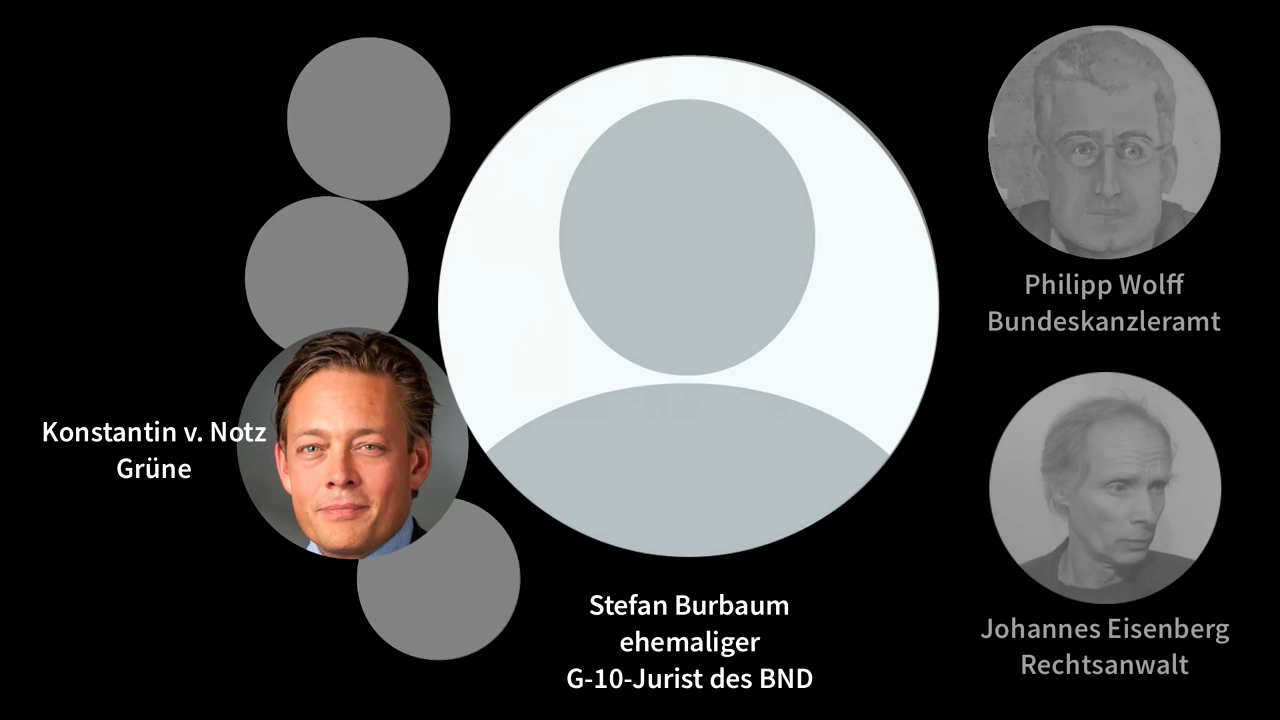 Konstantin v. Notz
Grüne
Stefan Burbaum
ehemaliger
G-10-Jurist des BND
Philipp Wolff
Bundeskanzleramt
Johannes Eisenberg
Rechtsanwalt